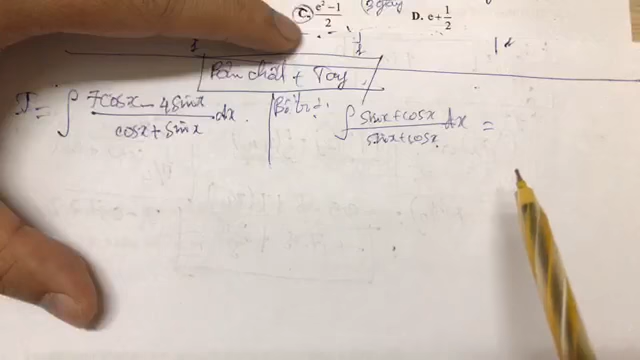 C. e²-1/2 D. e+1/2
Bản chất + Tay
I = ∫ 7cosx - 4sinx / cosx + sinx dx. Bổ trợ: ∫ sinx + cosx / sinx + cosx dx =